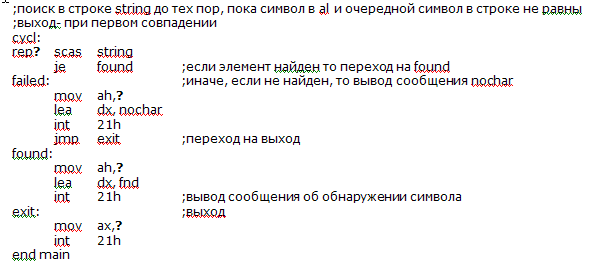 ;поиск в строке string до тех пор, пока символ в al и очередной символ в строке не равны
;выход- при первом совпадении
cycl:
rep? scas string
je found ;если элемент найден то переход на found
failed: ;иначе, если не найден, то вывод сообщения nochar
mov ah,?
lea dx, nochar
int 21h
jmp exit ;переход на выход
found:
mov ah,?
lea dx, fnd
int 21h ;вывод сообщения об обнаружении символа
exit: ;выход
mov ax,?
int 21h
end main